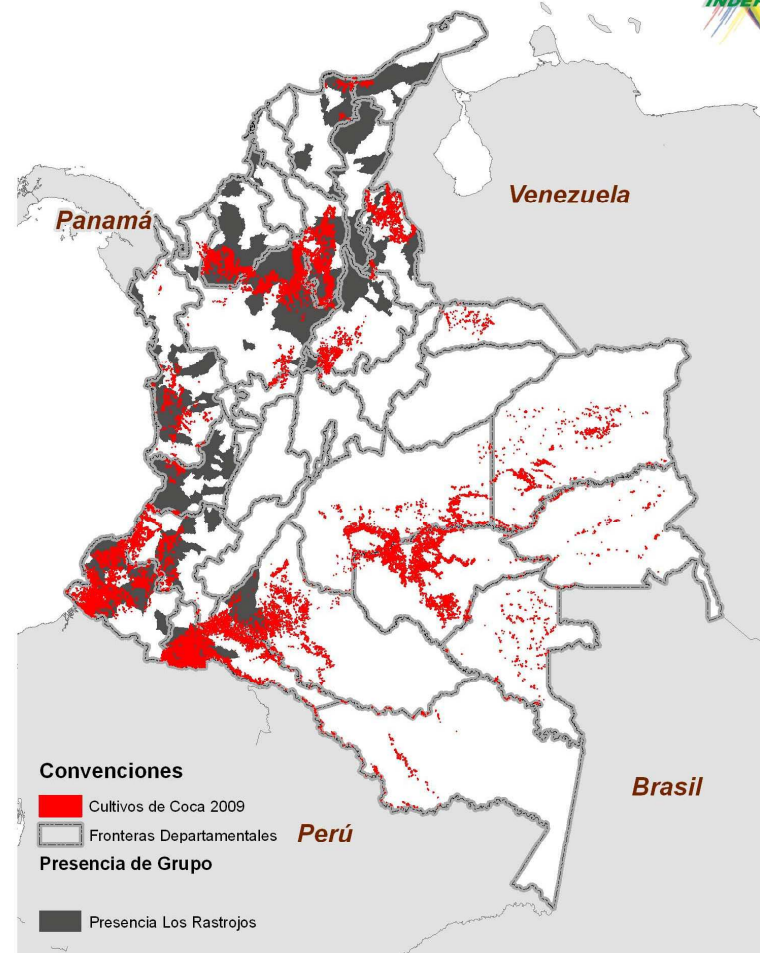 Panamá
Venezuela
Convenciones
Cultivos de Coca 2009
Fronteras Departamentales
Perú
Brasil
Presencia de Grupo
Presencia Los Rastrojos